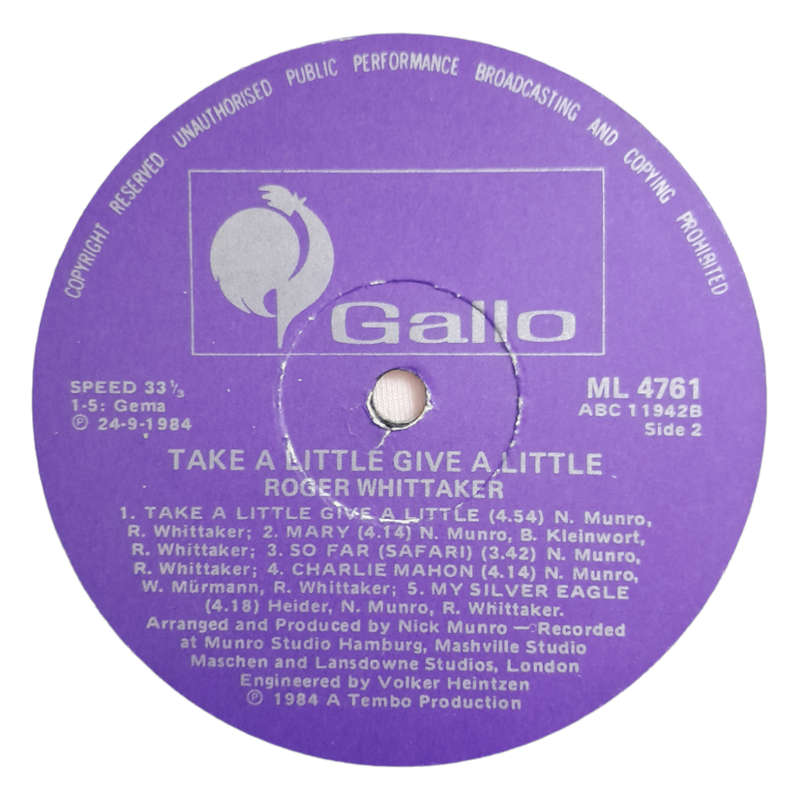 COPYRIGHT RESERVED UNAUTHORISED PUBLIC PERFORMANCE BROADCASTING AND COPYING PROHIBITED
Gallo
SPEED 33 ⅓
1-5: Gema
℗ 24-9-1984
ML 4761
ABC 11942B
Side 2
TAKE A LITTLE GIVE A LITTLE
ROGER WHITTAKER
1. TAKE A LITTLE GIVE A LITTLE (4.54) N. Munro,
R. Whittaker; 2. MARY (4.14) N. Munro, B. Kleinwort,
R. Whittaker; 3. SO FAR (SAFARI) (3.42) N. Munro,
R. Whittaker; 4. CHARLIE MAHON (4.14) N. Munro,
W. Mürmann, R. Whittaker; 5. MY SILVER EAGLE
(4.18) Heider, N. Munro, R. Whittaker.
Arranged and Produced by Nick Munro — Recorded
at Munro Studio Hamburg, Mashville Studio
Maschen and Lansdowne Studios, London
Engineered by Volker Heintzen
℗ 1984 A Tembo Production